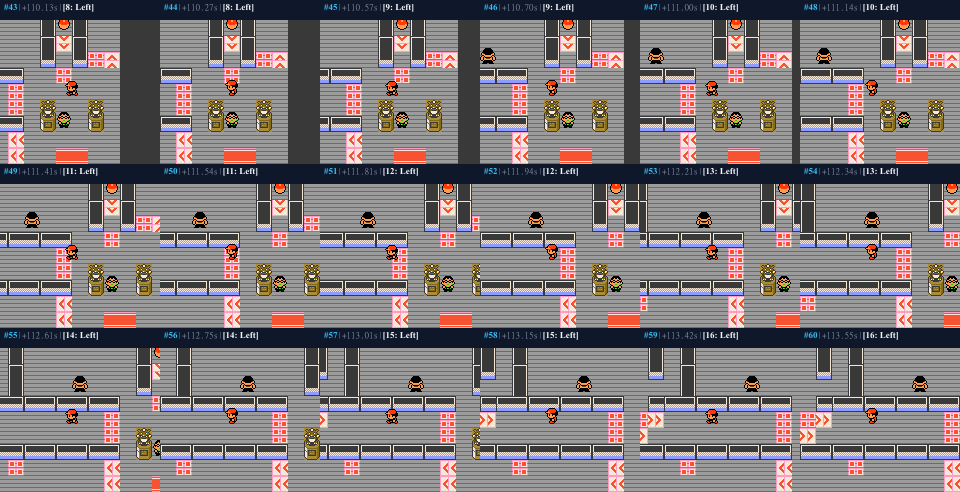 #43|+110.13s|[8: Left]
#44|+110.27s|[8: Left]
#45|+110.57s|[9: Left]
#46|+110.70s|[9: Left]
#47|+111.00s|[10: Left]
#48|+111.14s|[10: Left]
#49|+111.41s|[11: Left]
#50|+111.54s|[11: Left]
#51|+111.81s|[12: Left]
#52|+111.94s|[12: Left]
#53|+112.21s|[13: Left]
#54|+112.34s|[13: Left]
#55|+112.61s|[14: Left]
#56|+112.75s|[14: Left]
#57|+113.01s|[15: Left]
#58|+113.15s|[15: Left]
#59|+113.42s|[16: Left]
#60|+113.55s|[16: Left]